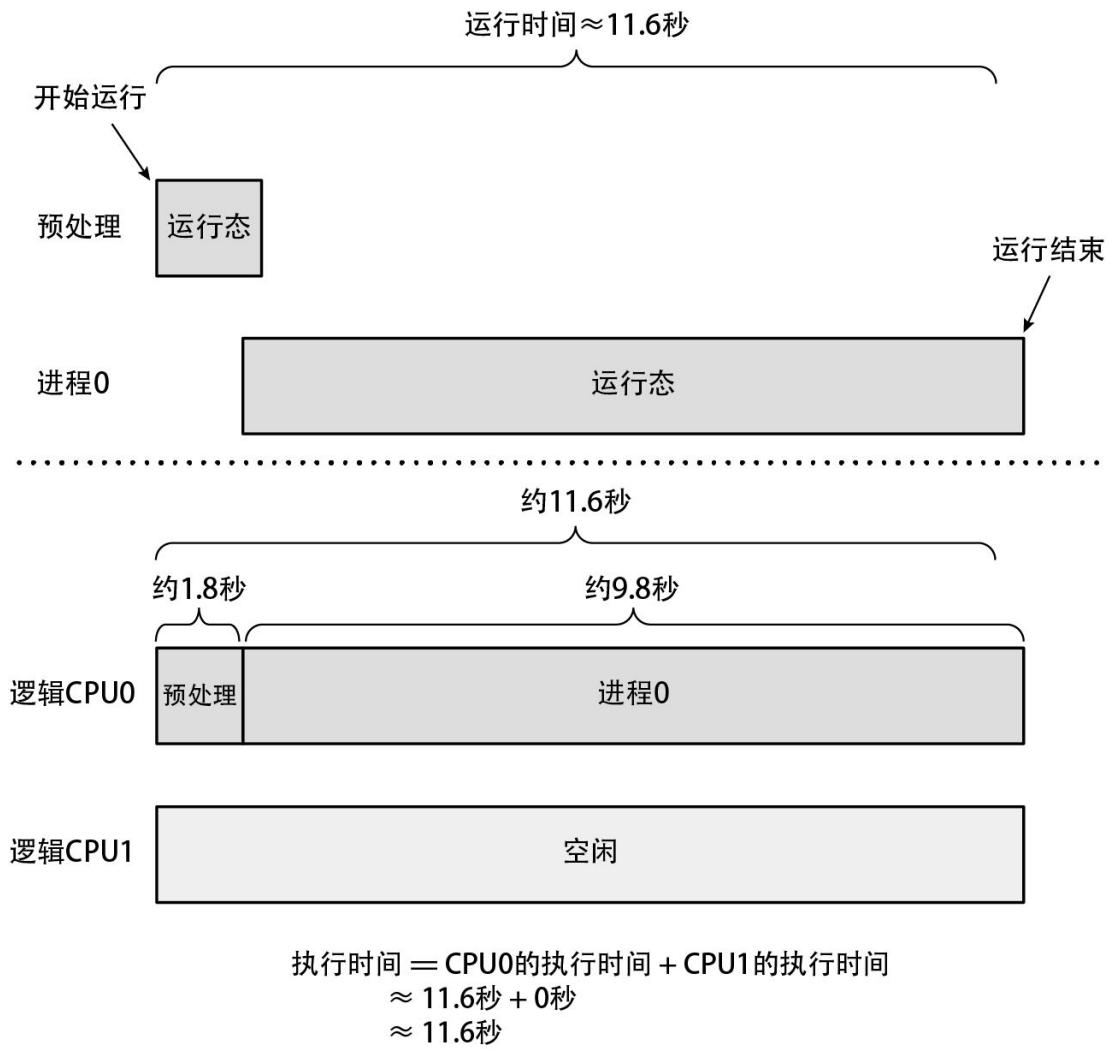 运行时间≈11.6秒
开始运行
预处理
运行态
运行结束
进程0
运行态
约11.6秒
约1.8秒
约9.8秒
逻辑CPU0
预处理
进程0
逻辑CPU1
空闲
执行时间 = CPU0的执行时间 + CPU1的执行时间
≈ 11.6秒 + 0秒
≈ 11.6秒